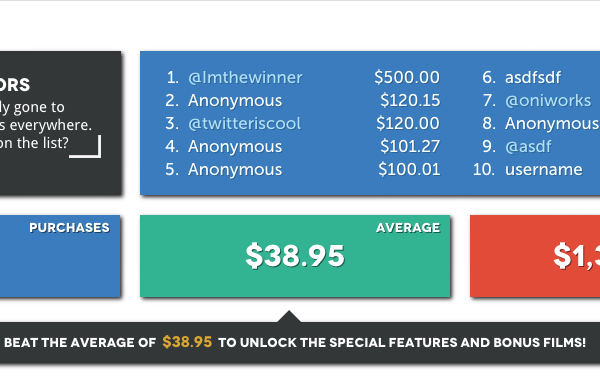 ORS
ly gone to
s everywhere.
on the list?
1. @Imthewinner $500.00
2. Anonymous $120.15
3. @twitteriscool $120.00
4. Anonymous $101.27
5. Anonymous $100.01
6. asdfsdf
7. @oniworks
8. Anonymous
9. @asdf
10. username
PURCHASES
AVERAGE
$38.95
$1,3
BEAT THE AVERAGE OF $38.95 TO UNLOCK THE SPECIAL FEATURES AND BONUS FILMS!